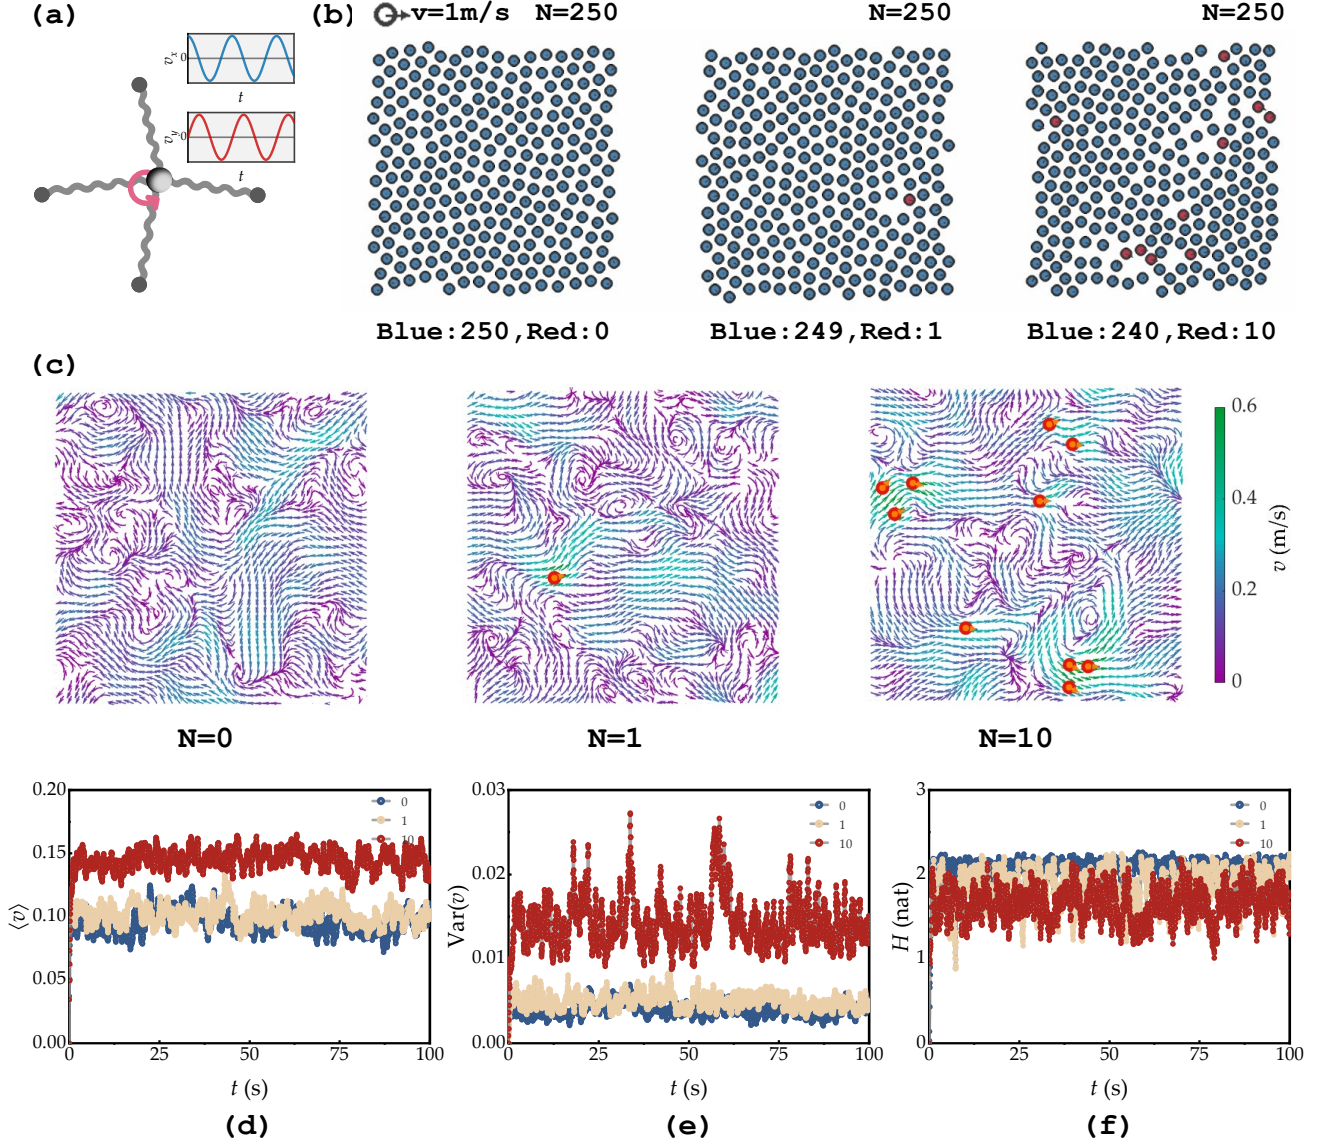 (a)
(b)
v=1m/s
N=250
N=250
N=250
v_x
0
t
v_y
0
t
Blue:250,Red:0
Blue:249,Red:1
Blue:240,Red:10
(c)
0.6
0.4
0.2
0
v (m/s)
N=0
N=1
N=10
0.20
0.15
0.10
0.05
0.00
⟨v⟩
0
1
10
0
25
50
75
100
t (s)
(d)
0.03
0.02
0.01
0.00
Var(v)
0
1
10
0
25
50
75
100
t (s)
(e)
3
2
1
0
H (nat)
0
1
10
0
25
50
75
100
t (s)
(f)